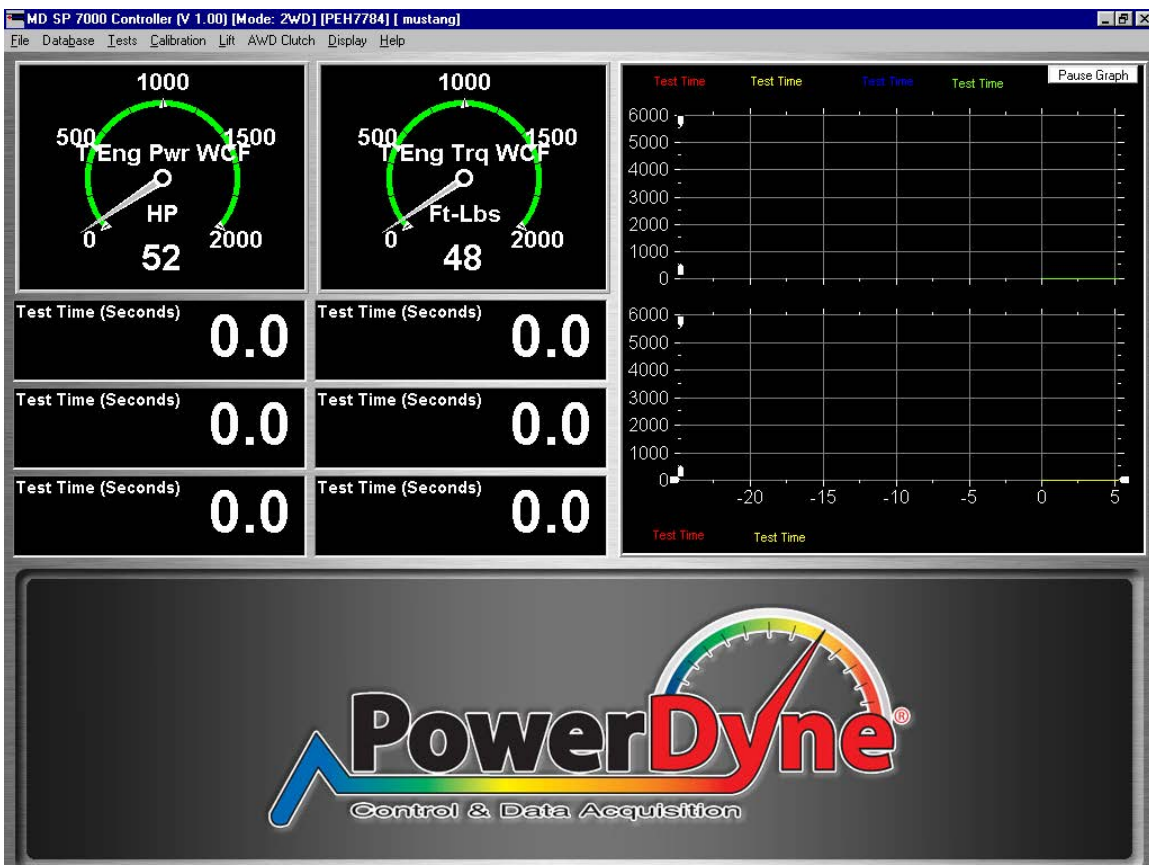 MD SP 7000 Controller (V 1.00) [Mode: 2WD] [PEH7784] [ mustang]
File Database Tests Calibration Lift AWD Clutch Display Help
1000
500 1500
T Eng Pwr WCF
HP
0 2000
52
1000
500 1500
T Eng Trq WCF
Ft-Lbs
0 2000
48
Test Time (Seconds)
0.0
Test Time (Seconds)
0.0
Test Time (Seconds)
0.0
Test Time (Seconds)
0.0
Test Time (Seconds)
0.0
Test Time (Seconds)
0.0
Test Time Test Time Test Time Test Time
Pause Graph
6000
5000
4000
3000
2000
1000
0
6000
5000
4000
3000
2000
1000
0
-20 -15 -10 -5 0 5
Test Time Test Time
PowerDyne®
Control & Data Acquisition